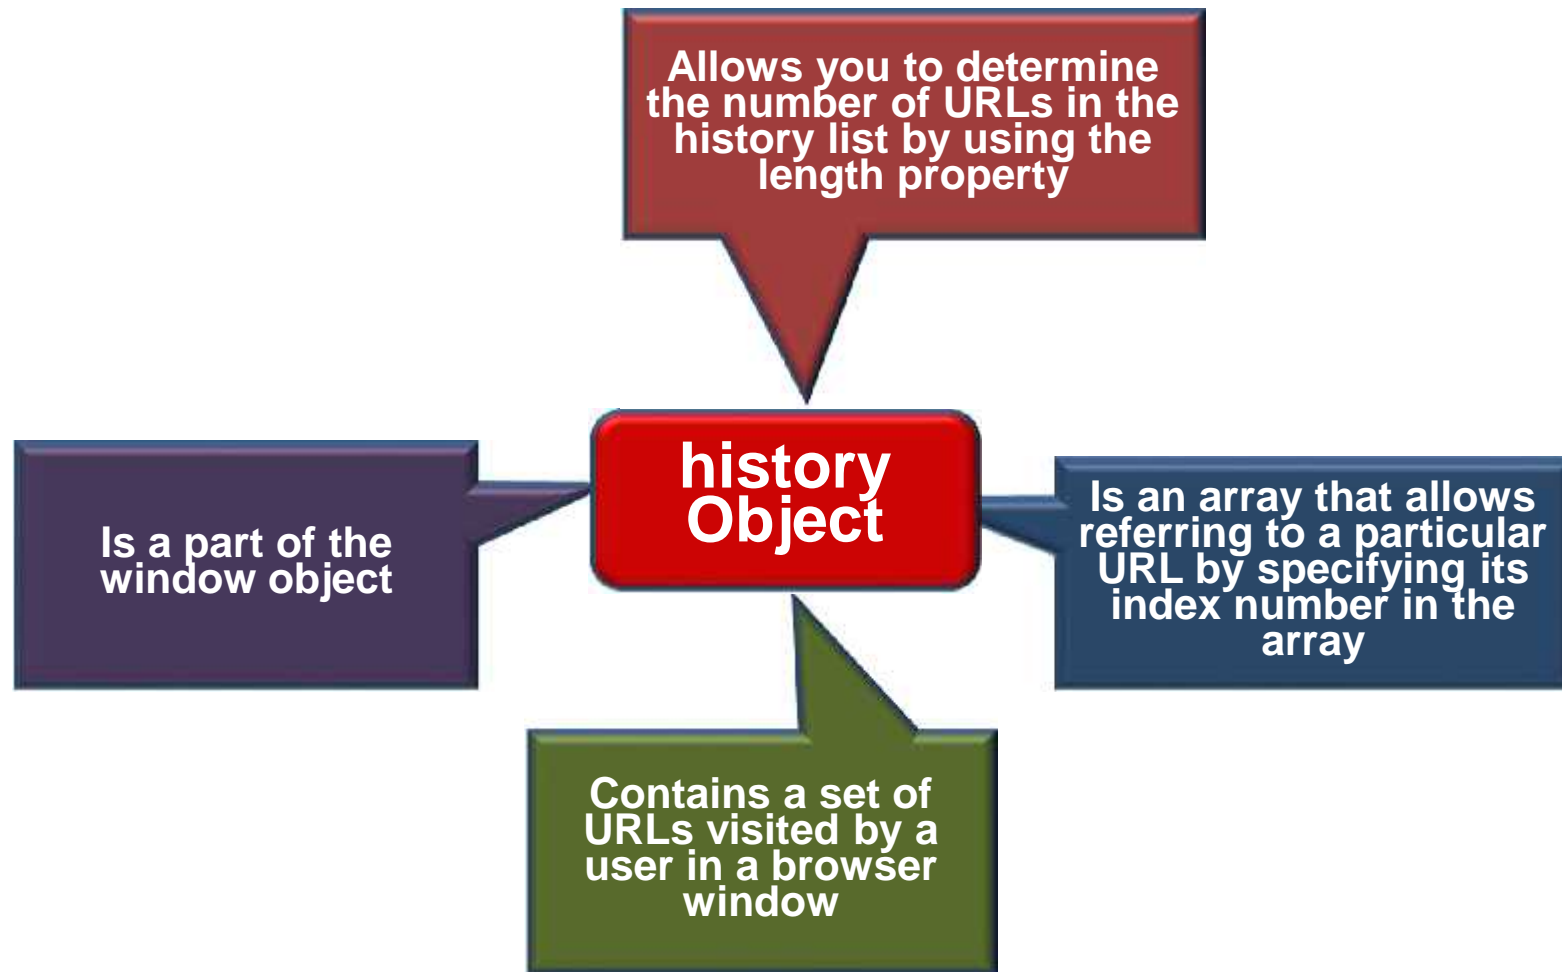 Allows you to determine
the number of URLs in the
history list by using the
length property
history
Object
Is a part of the
window object
Is an array that allows
referring to a particular
URL by specifying its
index number in the
array
Contains a set of
URLs visited by a
user in a browser
window